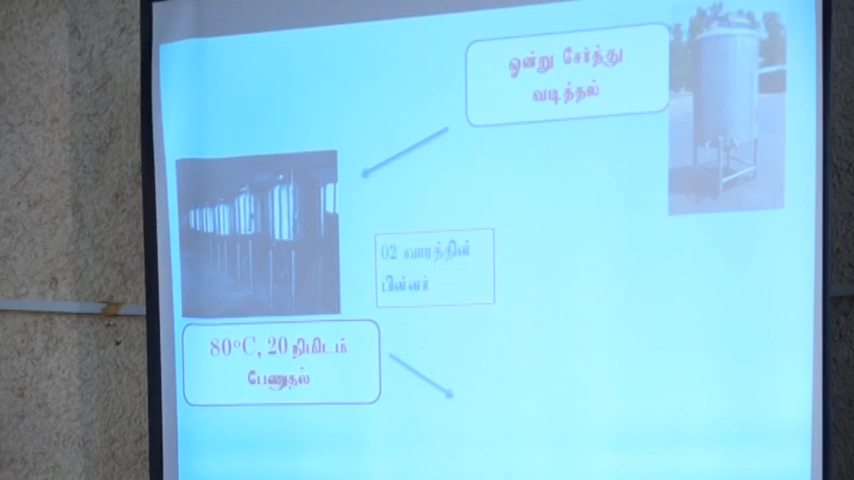 ஒன்று சேர்த்து
வடித்தல்
02 வாரத்தின்
பின்னர்
80°C, 20 நிமிடம்
பேணுதல்